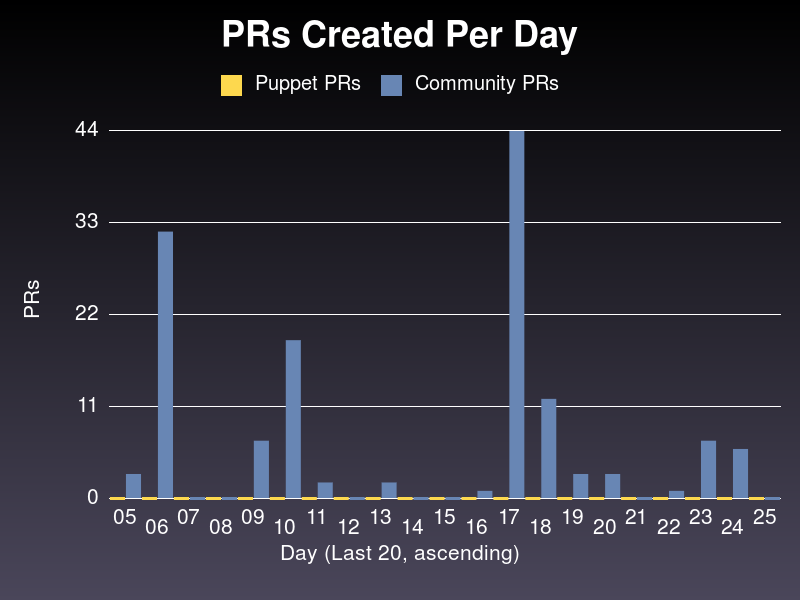 PRs Created Per Day
Puppet PRs Community PRs
44
33
22
11
0
PRs
05 06 07 08 09 10 11 12 13 14 15 16 17 18 19 20 21 22 23 24 25
Day (Last 20, ascending)